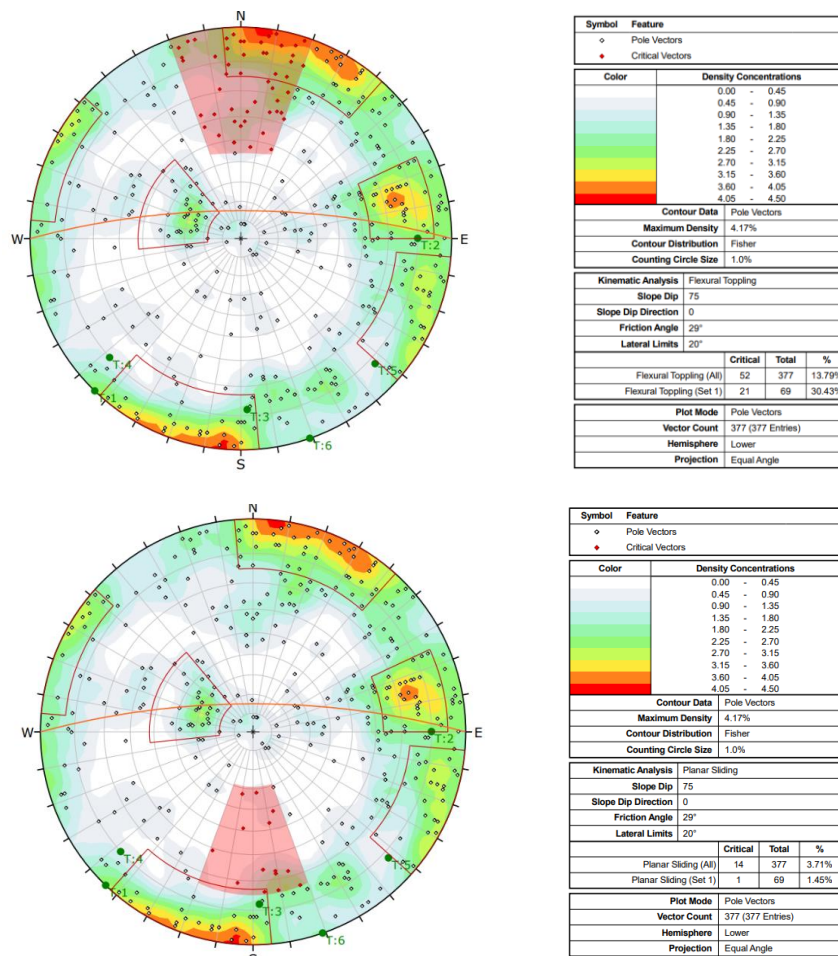 N
W
E
S
T:2
T:4
T:5
T:1
T:3
T:6
Symbol Feature
Pole Vectors
Critical Vectors
Color Density Concentrations
0.00 - 0.45
0.45 - 0.90
0.90 - 1.35
1.35 - 1.80
1.80 - 2.25
2.25 - 2.70
2.70 - 3.15
3.15 - 3.60
3.60 - 4.05
4.05 - 4.50
Contour Data Pole Vectors
Maximum Density 4.17%
Contour Distribution Fisher
Counting Circle Size 1.0%
Kinematic Analysis Flexural Toppling
Slope Dip 75
Slope Dip Direction 0
Friction Angle 29°
Lateral Limits 20°
Critical Total %
Flexural Toppling (All) 52 377 13.79%
Flexural Toppling (Set 1) 21 69 30.43%
Plot Mode Pole Vectors
Vector Count 377 (377 Entries)
Hemisphere Lower
Projection Equal Angle
N
W
E
T:2
T:4
T:5
T:1
T:3
T:6
Symbol Feature
Pole Vectors
Critical Vectors
Color Density Concentrations
0.00 - 0.45
0.45 - 0.90
0.90 - 1.35
1.35 - 1.80
1.80 - 2.25
2.25 - 2.70
2.70 - 3.15
3.15 - 3.60
3.60 - 4.05
4.05 - 4.50
Contour Data Pole Vectors
Maximum Density 4.17%
Contour Distribution Fisher
Counting Circle Size 1.0%
Kinematic Analysis Planar Sliding
Slope Dip 75
Slope Dip Direction 0
Friction Angle 29°
Lateral Limits 20°
Critical Total %
Planar Sliding (All) 14 377 3.71%
Planar Sliding (Set 1) 1 69 1.45%
Plot Mode Pole Vectors
Vector Count 377 (377 Entries)
Hemisphere Lower
Projection Equal Angle